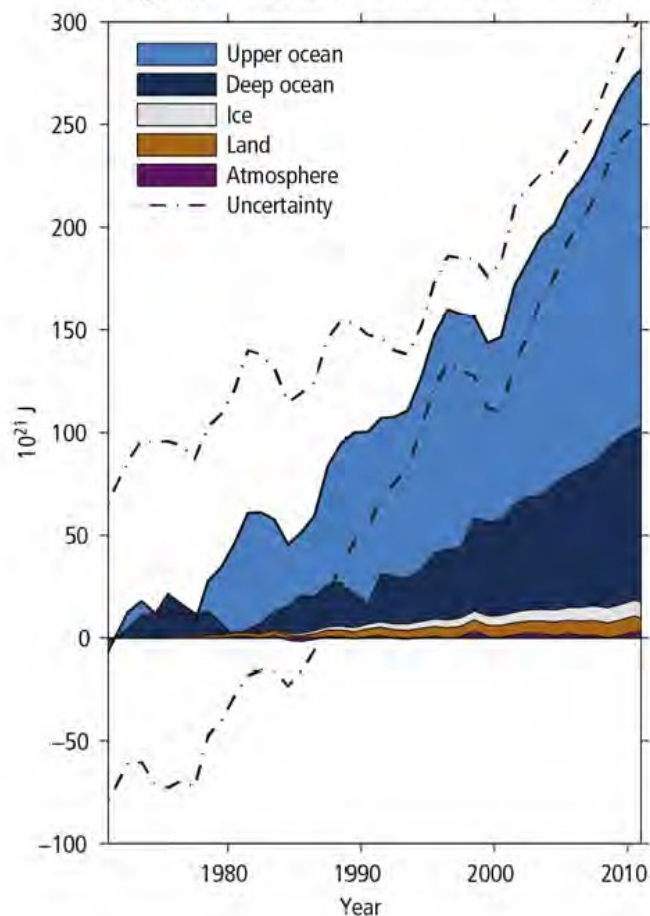 300
Upper ocean
Deep ocean
Ice
Land
Atmosphere
Uncertainty
250
200
150
100
50
0
−50
−100
10²¹ J
1980 1990 2000 2010
Year